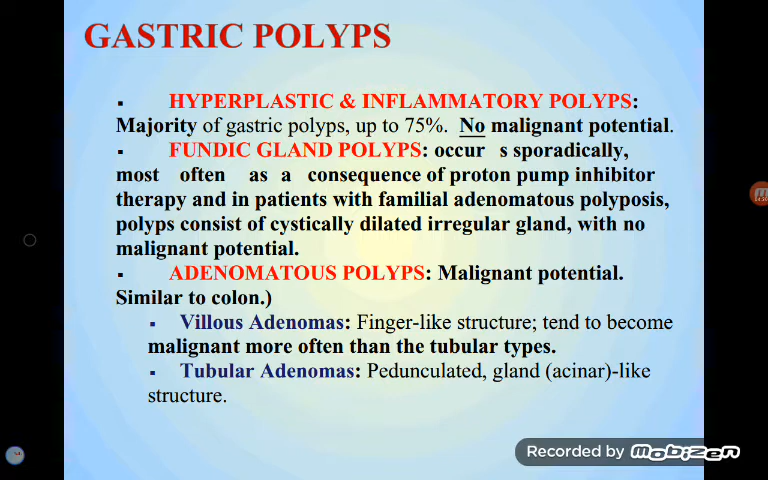 GASTRIC POLYPS
▪ HYPERPLASTIC & INFLAMMATORY POLYPS:
Majority of gastric polyps, up to 75%. No malignant potential.
▪ FUNDIC GLAND POLYPS: occur s sporadically,
most often as a consequence of proton pump inhibitor
therapy and in patients with familial adenomatous polyposis,
polyps consist of cystically dilated irregular gland, with no
malignant potential.
▪ ADENOMATOUS POLYPS: Malignant potential.
Similar to colon.)
▪ Villous Adenomas: Finger-like structure; tend to become
malignant more often than the tubular types.
▪ Tubular Adenomas: Pedunculated, gland (acinar)-like
structure.
Recorded by mobizen